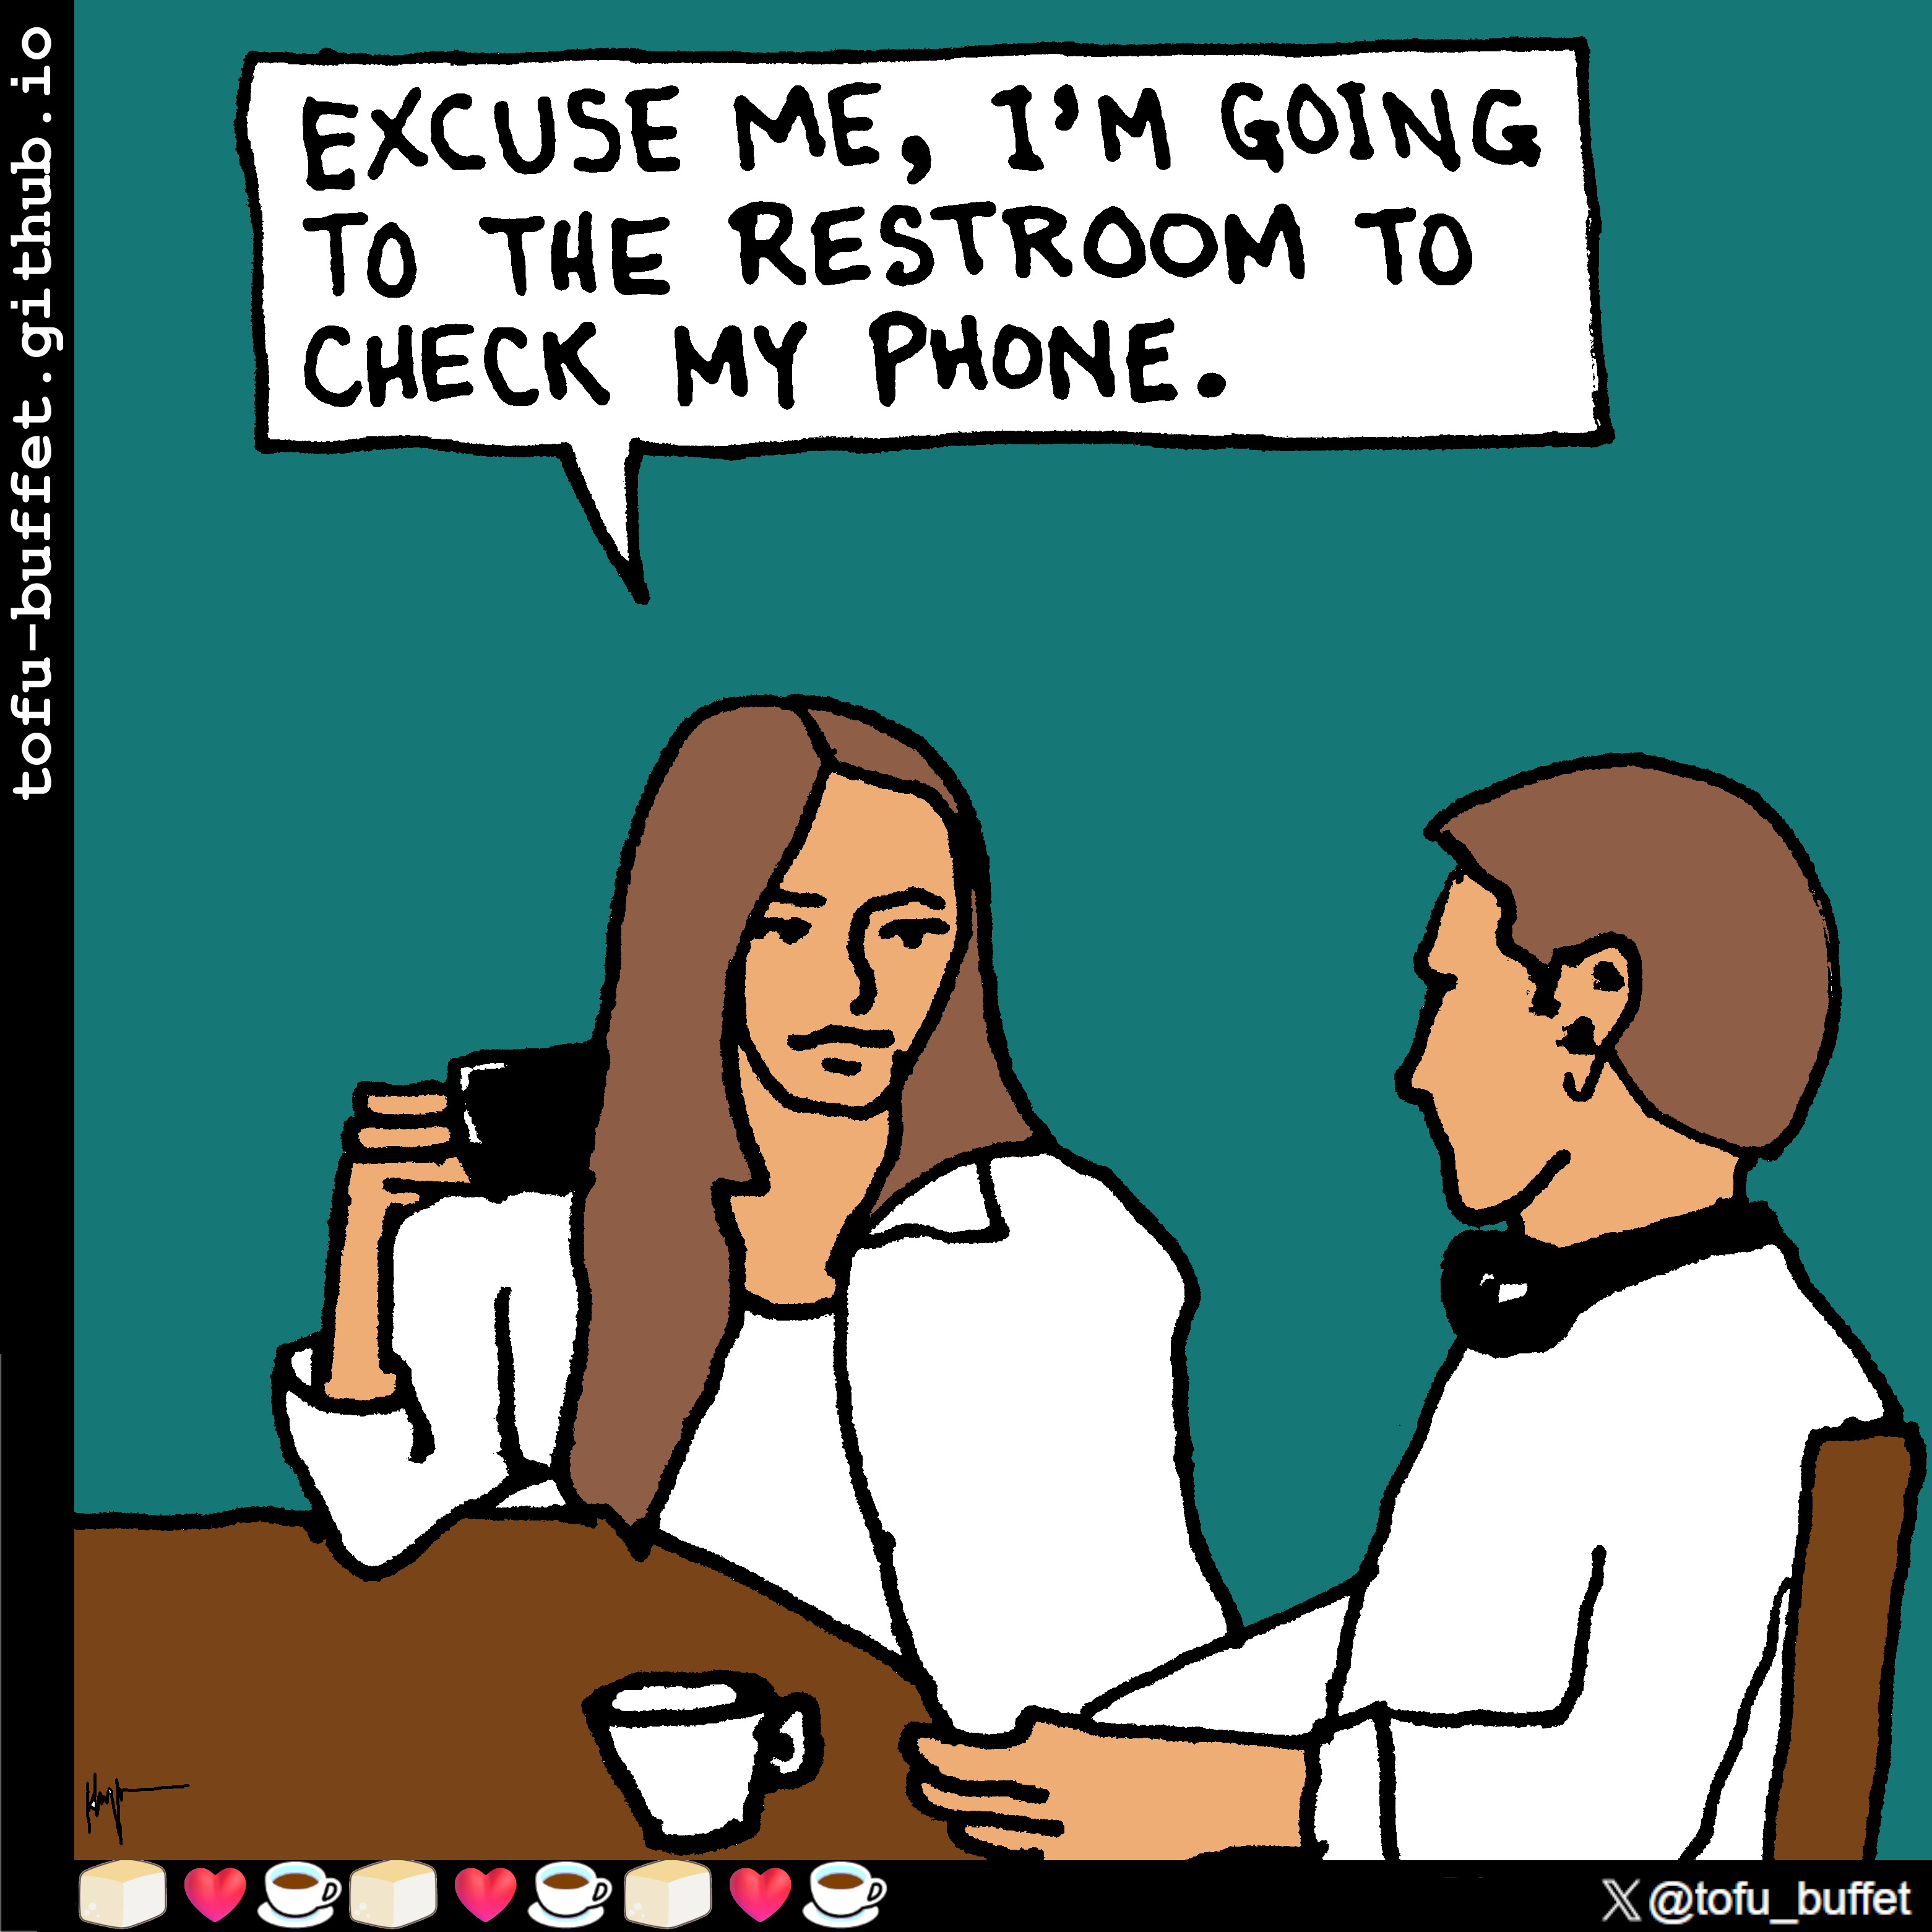 EXCUSE ME, I'M GOING
TO THE RESTROOM TO
CHECK MY PHONE.
tofu-buffet.github.io
X @tofu_buffet